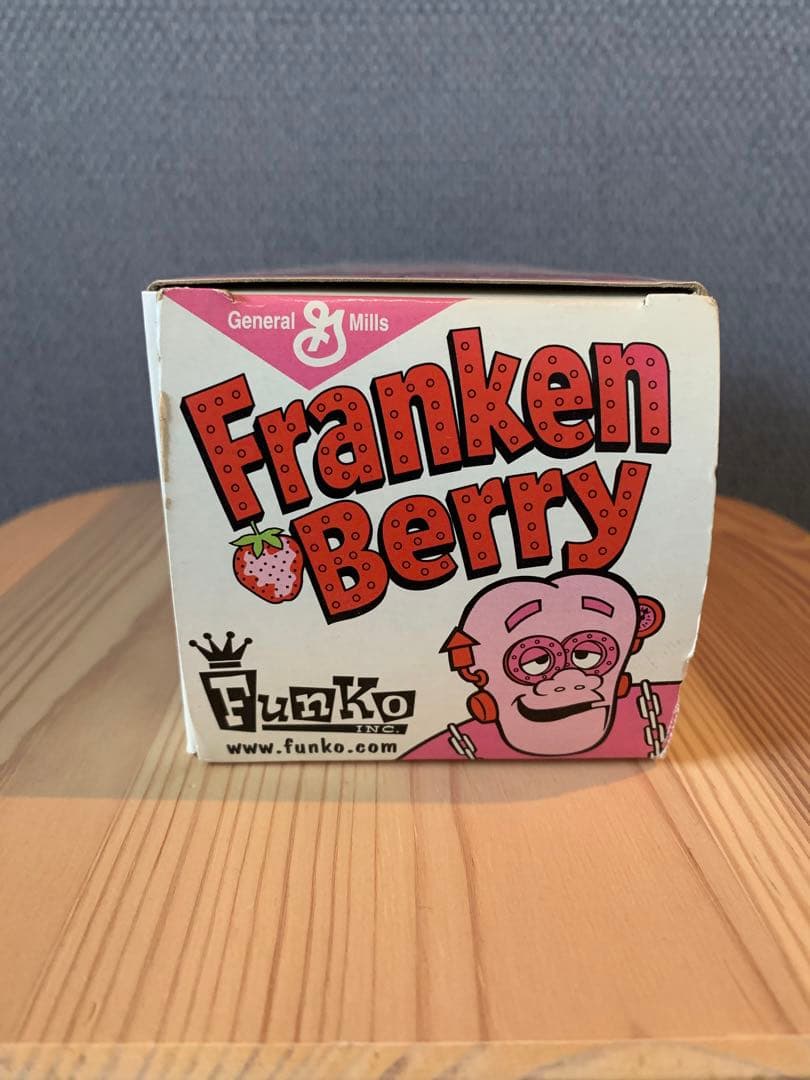 General Mills
Franken
Berry
Funko
INC.
www.funko.com